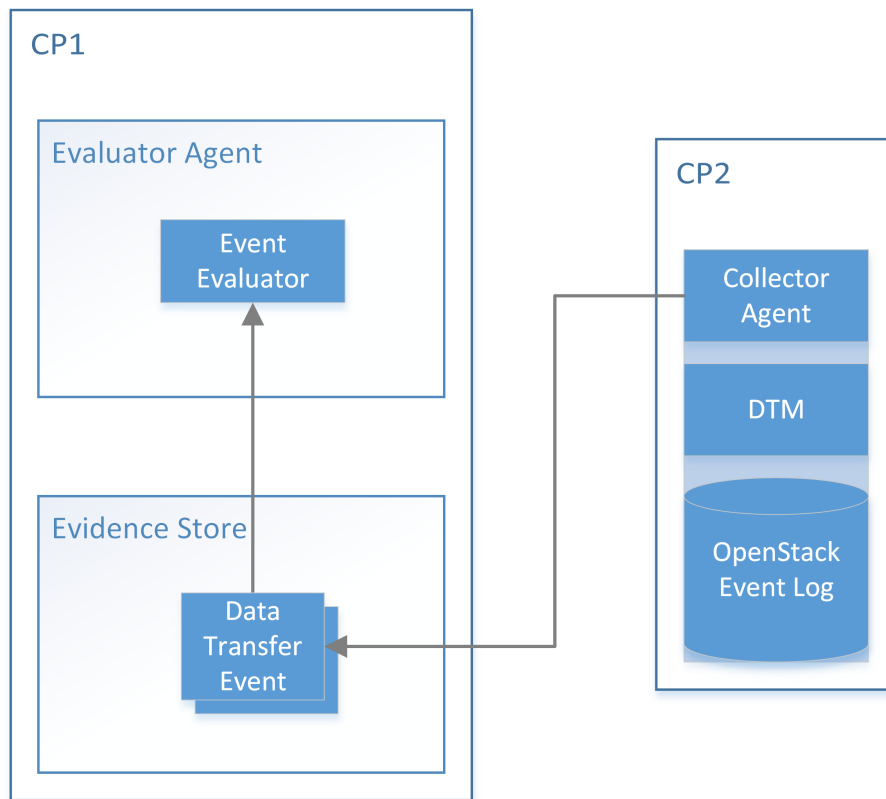 CP1
Evaluator Agent
Event
Evaluator
Evidence Store
Data
Transfer
Event
CP2
Collector
Agent
DTM
OpenStack
Event Log